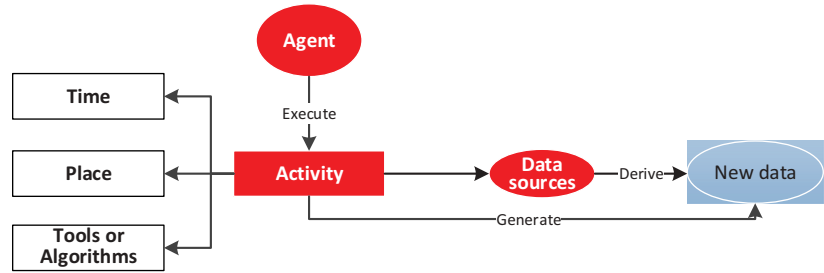 Agent
Time
Execute
Place
Activity
Data
sources
Derive
New data
Generate
Tools or
Algorithms